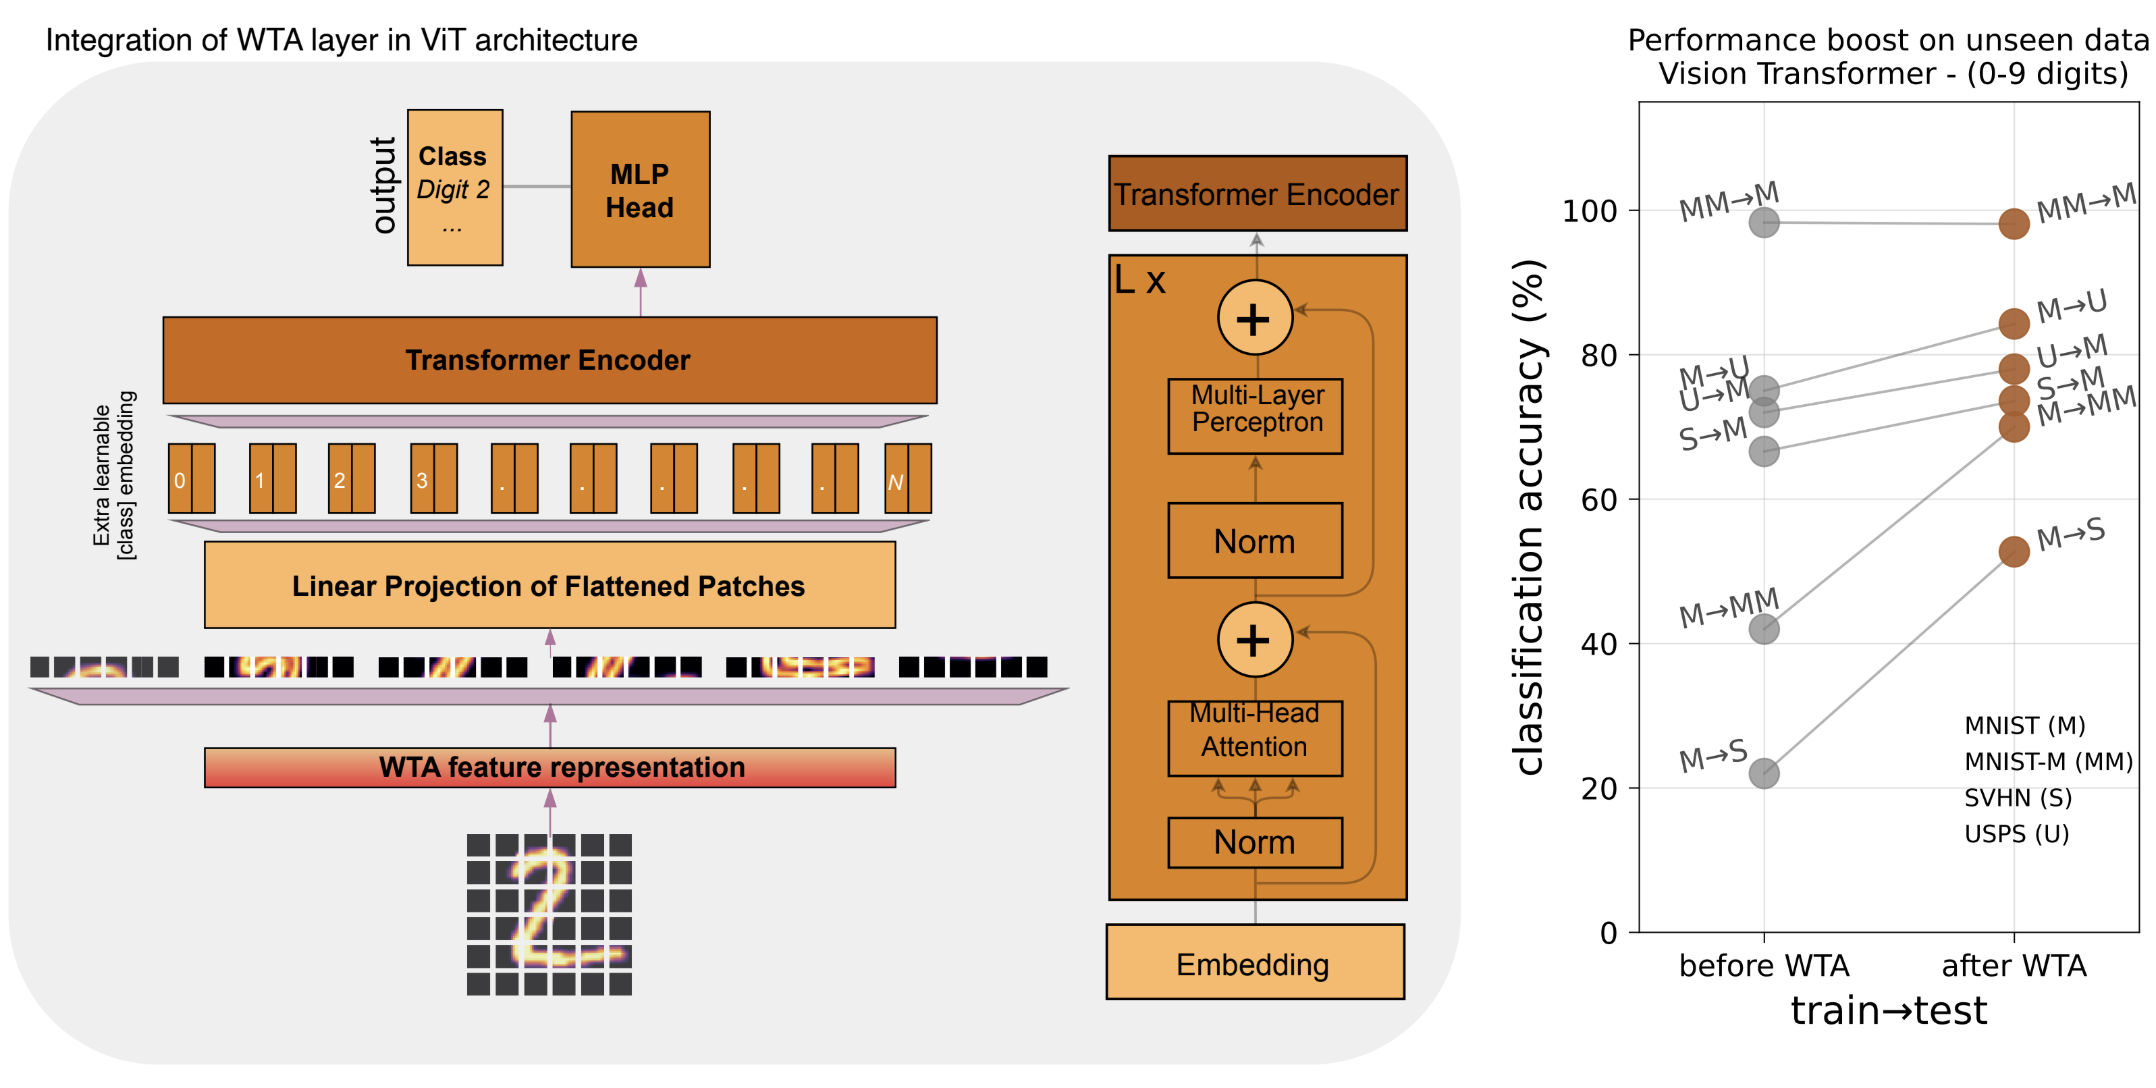 Integration of WTA layer in ViT architecture
output
Class
Digit 2
...
MLP
Head
Transformer Encoder
Extra learnable
[class] embedding
0 1 2 3 . . . . . N
Linear Projection of Flattened Patches
WTA feature representation
Transformer Encoder
L x
+
Multi-Layer
Perceptron
Norm
+
Multi-Head
Attention
Norm
Embedding
Performance boost on unseen data
Vision Transformer - (0-9 digits)
classification accuracy (%)
100
80
60
40
20
0
MM→M
M→U
U→M
S→M
M→MM
M→S
MM→M
M→U
U→M
S→M
M→MM
M→S
MNIST (M)
MNIST-M (MM)
SVHN (S)
USPS (U)
before WTA
after WTA
train→test